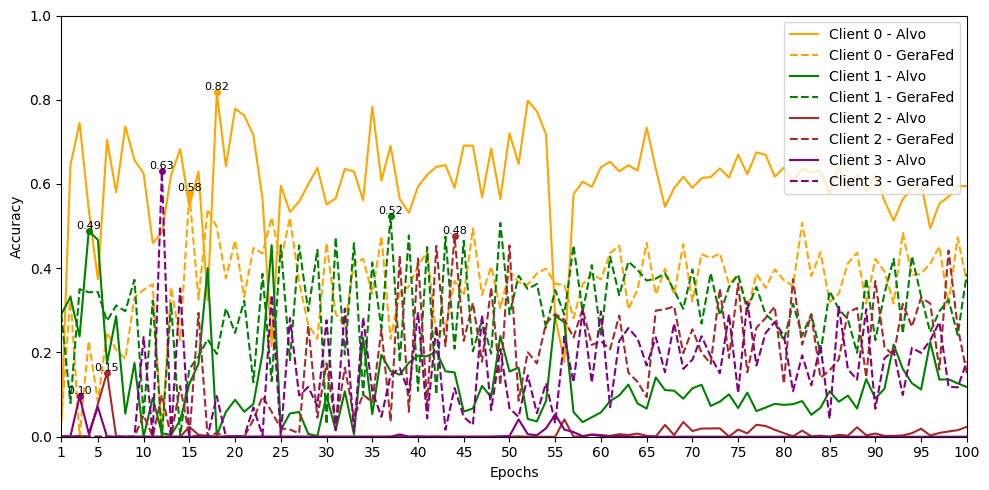 1.0
0.8
0.6
0.4
0.2
0.0
Accuracy
0.82
0.63
0.58
0.52
0.49
0.48
0.15
0.10
Client 0 - Alvo
Client 0 - GeraFed
Client 1 - Alvo
Client 1 - GeraFed
Client 2 - Alvo
Client 2 - GeraFed
Client 3 - Alvo
Client 3 - GeraFed
1 5 10 15 20 25 30 35 40 45 50 55 60 65 70 75 80 85 90 95 100
Epochs